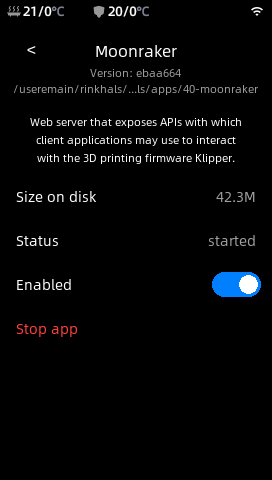 21/0°C 20/0°C
< Moonraker
Version: ebaa664
/useremain/rinkhals/...ls/apps/40-moonraker
Web server that exposes APIs with which
client applications may use to interact
with the 3D printing firmware Klipper.
Size on disk 42.3M
Status started
Enabled
Stop app